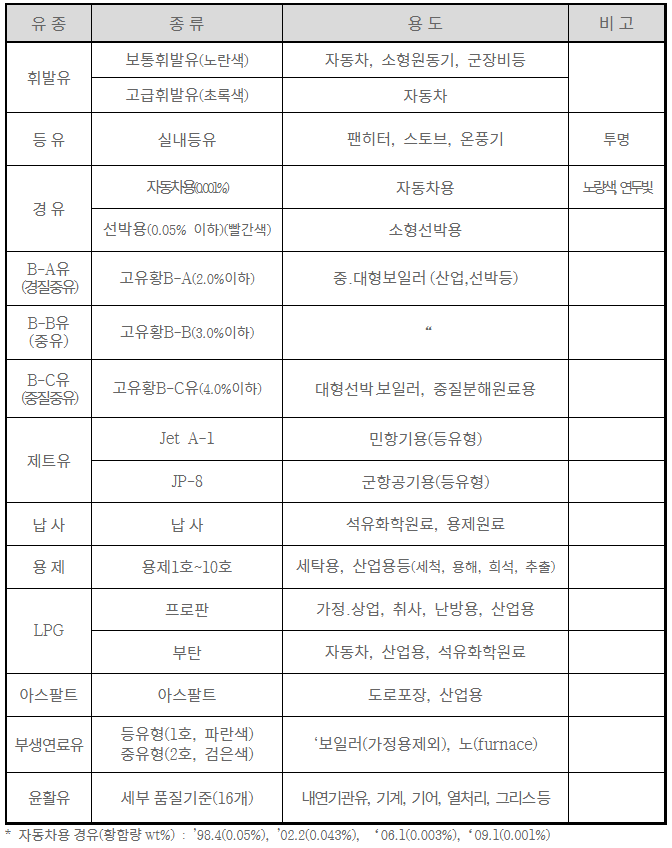 유 종 종 류 용 도 비 고
휘발유 보통휘발유(노란색) 자동차, 소형원동기, 군장비등
고급휘발유(초록색) 자동차
등 유 실내등유 팬히터, 스토브, 온풍기 투명
경 유 자동차용(0.001%) 자동차용 노랑색, 연두빛
선박용(0.05% 이하)(빨간색) 소형선박용
B-A유
(경질중유) 고유황B-A(2.0%이하) 중.대형보일러 (산업,선박등)
B-B유
(중유) 고유황B-B(3.0%이하) “
B-C유
(중질중유) 고유황B-C유(4.0%이하) 대형선박.보일러, 중질분해원료용
제트유 Jet A-1 민항기용(등유형)
JP-8 군항공기용(등유형)
납 사 납 사 석유화학원료, 용제원료
용 제 용제1호~10호 세탁용, 산업용등(세척, 용해, 희석, 추출)
LPG 프로판 가정.상업, 취사, 난방용, 산업용
부탄 자동차, 산업용, 석유화학원료
아스팔트 아스팔트 도로포장, 산업용
부생연료유 등유형(1호, 파란색)
중유형(2호, 검은색) ‘보일러(가정용제외), 노(furnace)
윤활유 세부 품질기준(16개) 내연기관유, 기계, 기어, 열처리, 그리스등
* 자동차용 경유(황함량 wt%) : ’98.4(0.05%), ’02.2(0.043%), ‘06.1(0.003%), ‘09.1(0.001%)